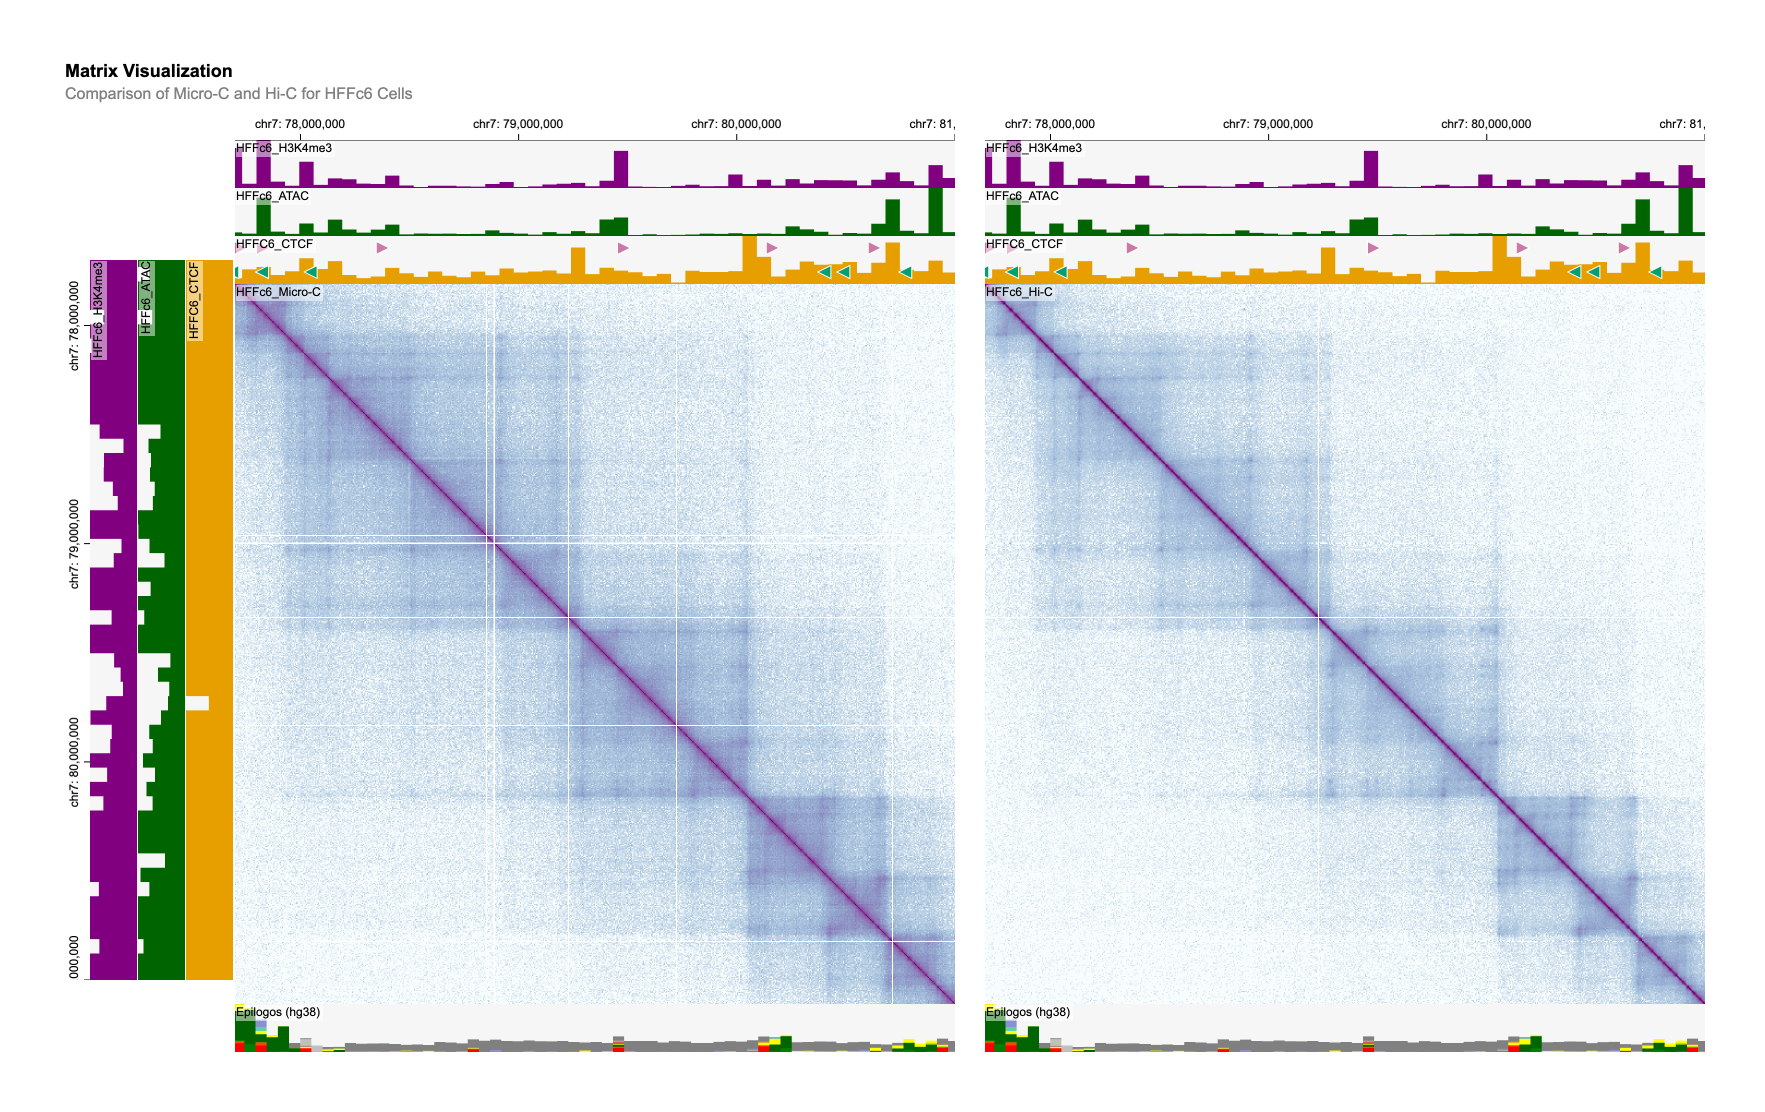 Matrix Visualization
Comparison of Micro-C and Hi-C for HFFc6 Cells
chr7: 78,000,000
chr7: 79,000,000
chr7: 80,000,000
chr7: 81,
chr7: 78,000,000
chr7: 79,000,000
chr7: 80,000,000
chr7: 81,
HFFc6_H3K4me3
HFFc6_H3K4me3
HFFc6_ATAC
HFFc6_ATAC
HFFC6_CTCF
HFFC6_CTCF
HFFc6_H3K4me3
HFFc6_ATAC
HFFC6_CTCF
HFFc6_Micro-C
HFFc6_Hi-C
chr7: 78,000,000
chr7: 79,000,000
chr7: 80,000,000
000,000
Epilogos (hg38)
Epilogos (hg38)